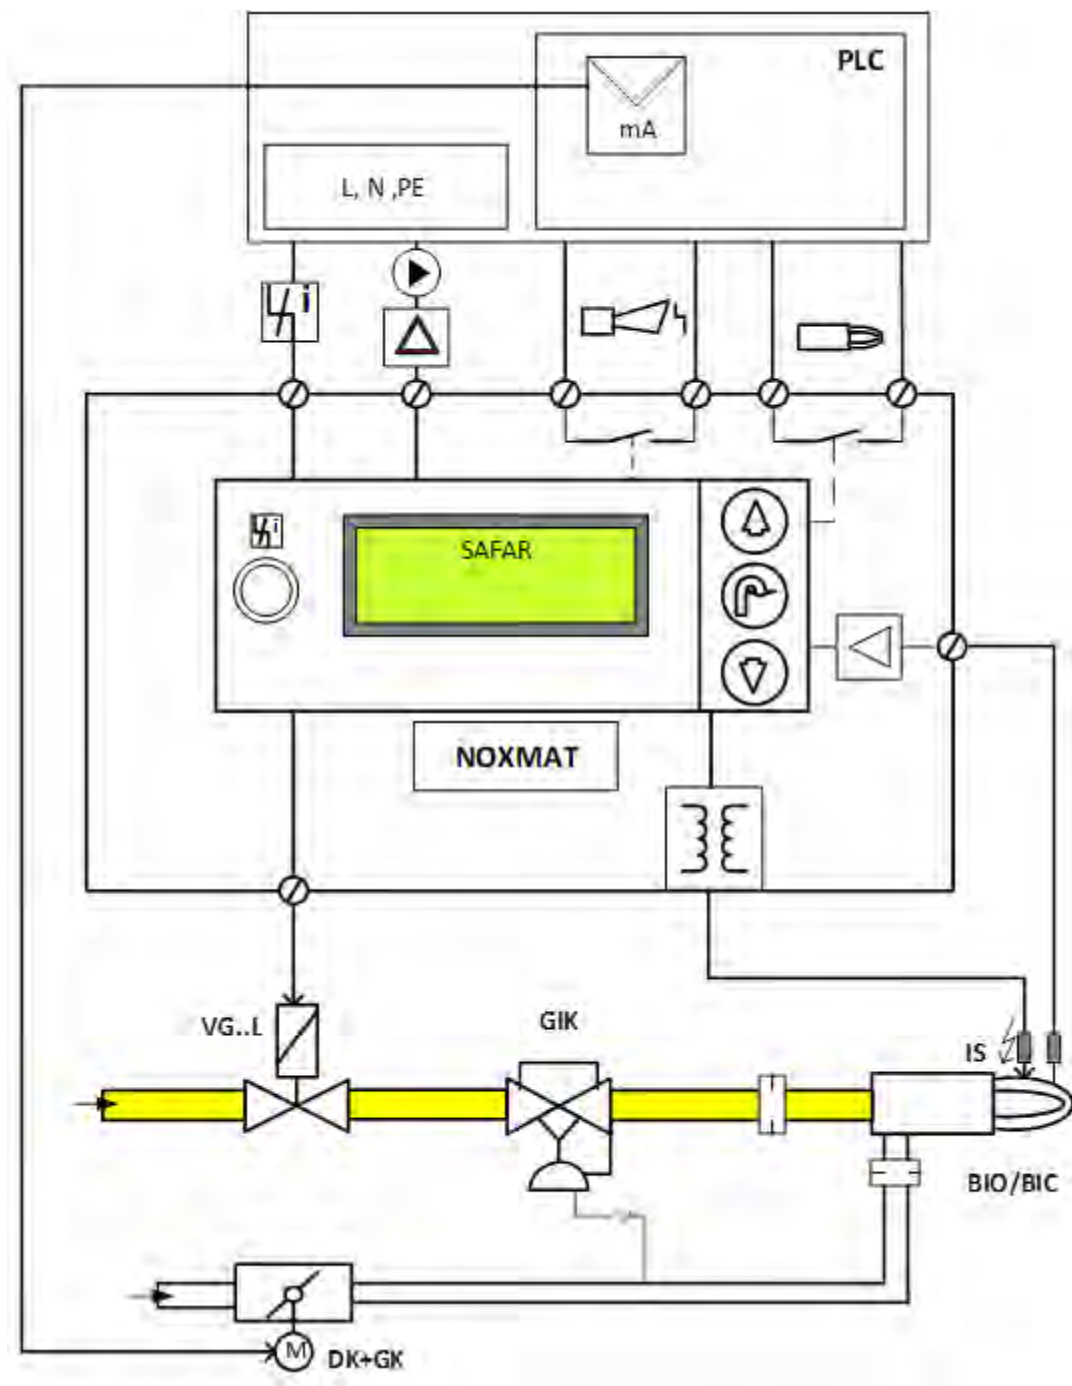 PLC
mA
L, N ,PE
i
i
SAFAR
NOXMAT
VG..L
GIK
IS
BIO/BIC
M
DK+GK